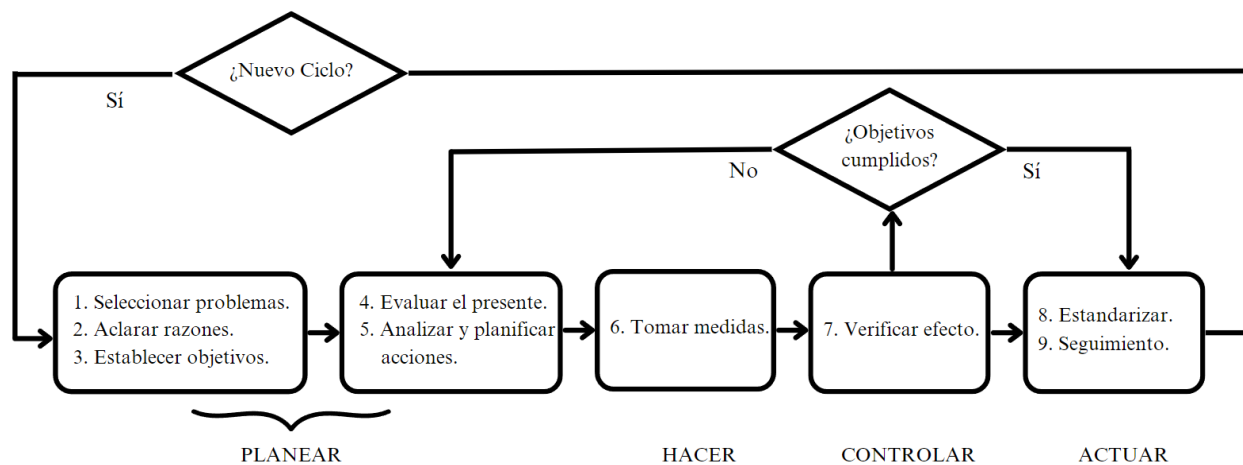 ¿Nuevo Ciclo?
Sí
¿Objetivos
cumplidos?
No
Sí
1. Seleccionar problemas.
2. Aclarar razones.
3. Establecer objetivos.
4. Evaluar el presente.
5. Analizar y planificar
acciones.
6. Tomar medidas.
7. Verificar efecto.
8. Estandarizar.
9. Seguimiento.
PLANEAR
HACER
CONTROLAR
ACTUAR